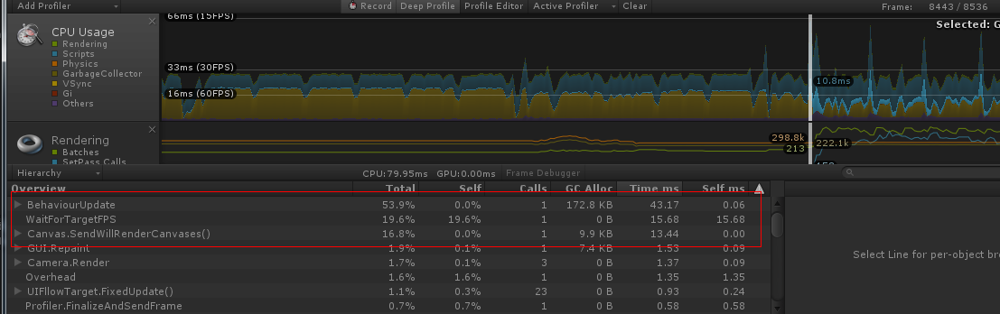 Add Profiler Record Deep Profile Profile Editor Active Profiler Clear Frame: 8443 / 8536
66ms (15FPS)
Selected: G
CPU Usage
Rendering
Scripts
Physics
GarbageCollector
VSync
Gi
Others
33ms (30FPS)
16ms (60FPS)
10.8ms
Rendering
Batches
SetPass Calls
298.8k
213
222.1k
Hierarchy CPU:79.95ms GPU:0.00ms Frame Debugger
Overview Total Self Calls GC Alloc Time ms Self ms
BehaviourUpdate 53.9% 0.0% 1 172.8 KB 43.17 0.06
WaitForTargetFPS 19.6% 19.6% 1 0 B 15.68 15.68
Canvas.SendWillRenderCanvases() 16.8% 0.0% 1 9.9 KB 13.44 0.00
GUI.Repaint 1.9% 0.1% 1 7.4 KB 1.53 0.09
Camera.Render 1.7% 0.1% 3 0 B 1.37 0.09
Overhead 1.6% 1.6% 1 0 B 1.35 1.35
UIFllowTarget.FixedUpdate() 1.1% 0.3% 23 0 B 0.93 0.24
Profiler.FinalizeAndSendFrame 0.7% 0.7% 1 0 B 0.58 0.58
Select Line for per-object br